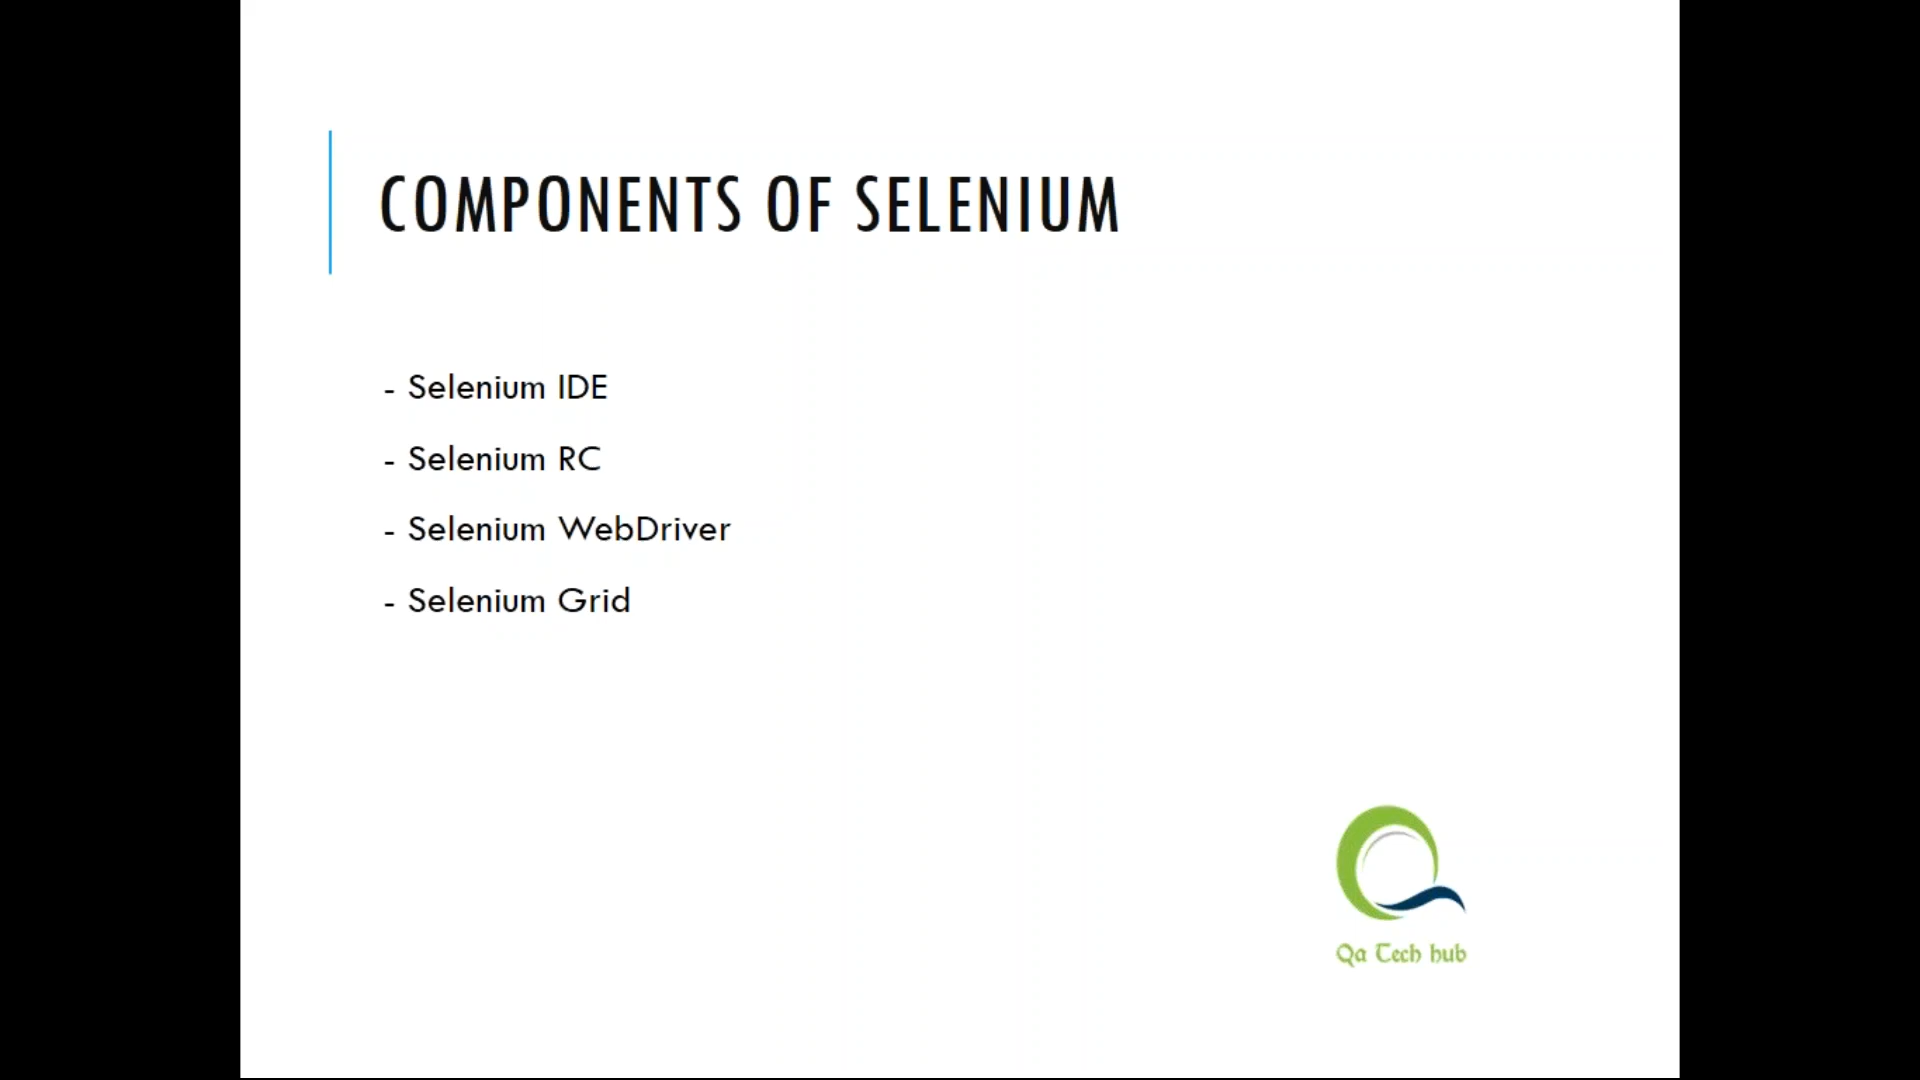 COMPONENTS OF SELENIUM
- Selenium IDE
- Selenium RC
- Selenium WebDriver
- Selenium Grid
Qa Tech hub